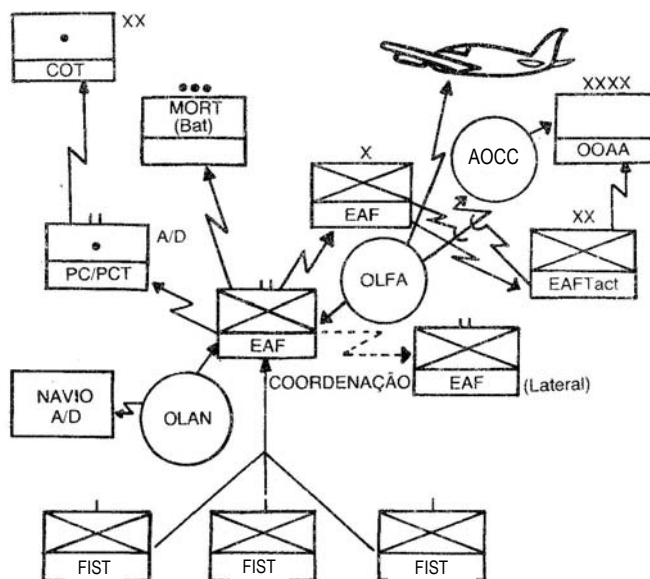 XX
COT
MORT
(Bat)
XXXX
OOAA
AOCC
X
EAF
XX
EAFTact
A/D
PC/PCT
OLFA
EAF
COORDENAÇÃO
EAF
(Lateral)
NAVIO
A/D
OLAN
FIST
FIST
FIST